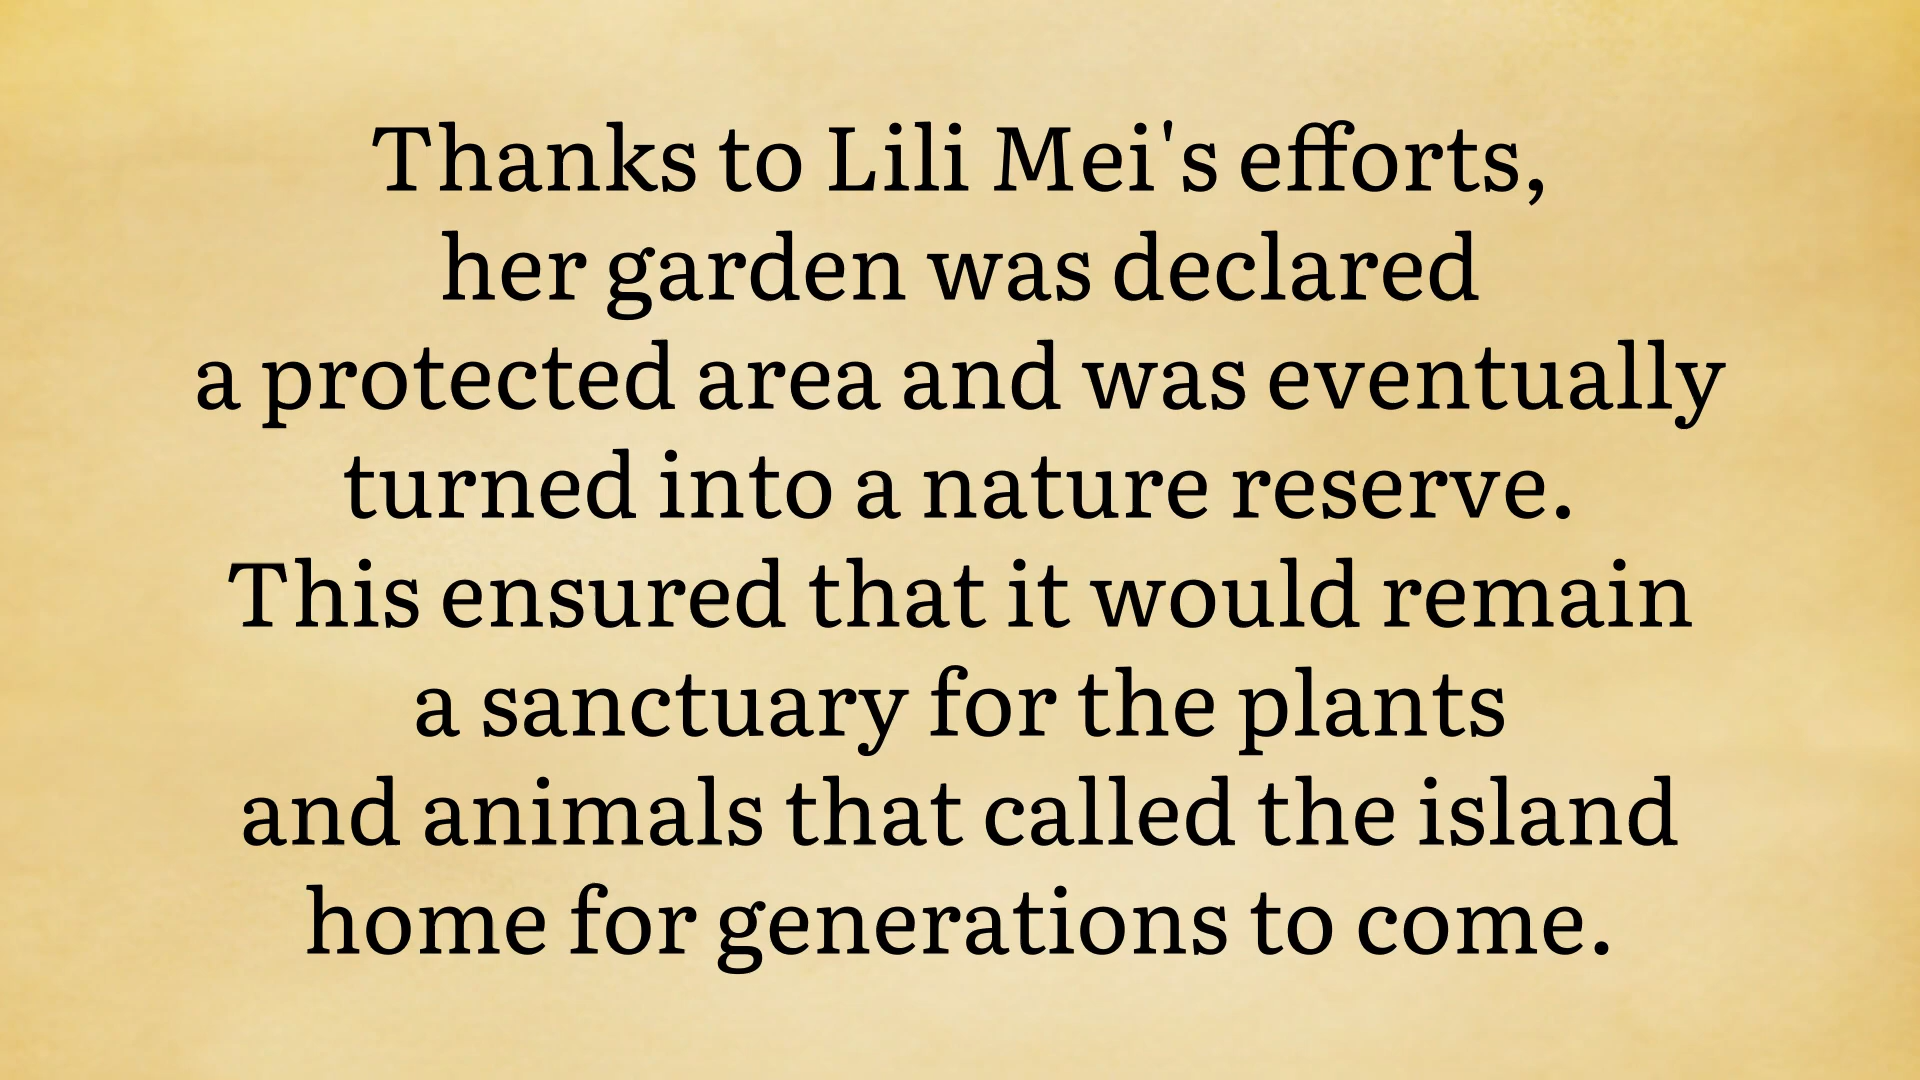 Thanks to Lili Mei's efforts,
her garden was declared
a protected area and was eventually
turned into a nature reserve.
This ensured that it would remain
a sanctuary for the plants
and animals that called the island
home for generations to come.